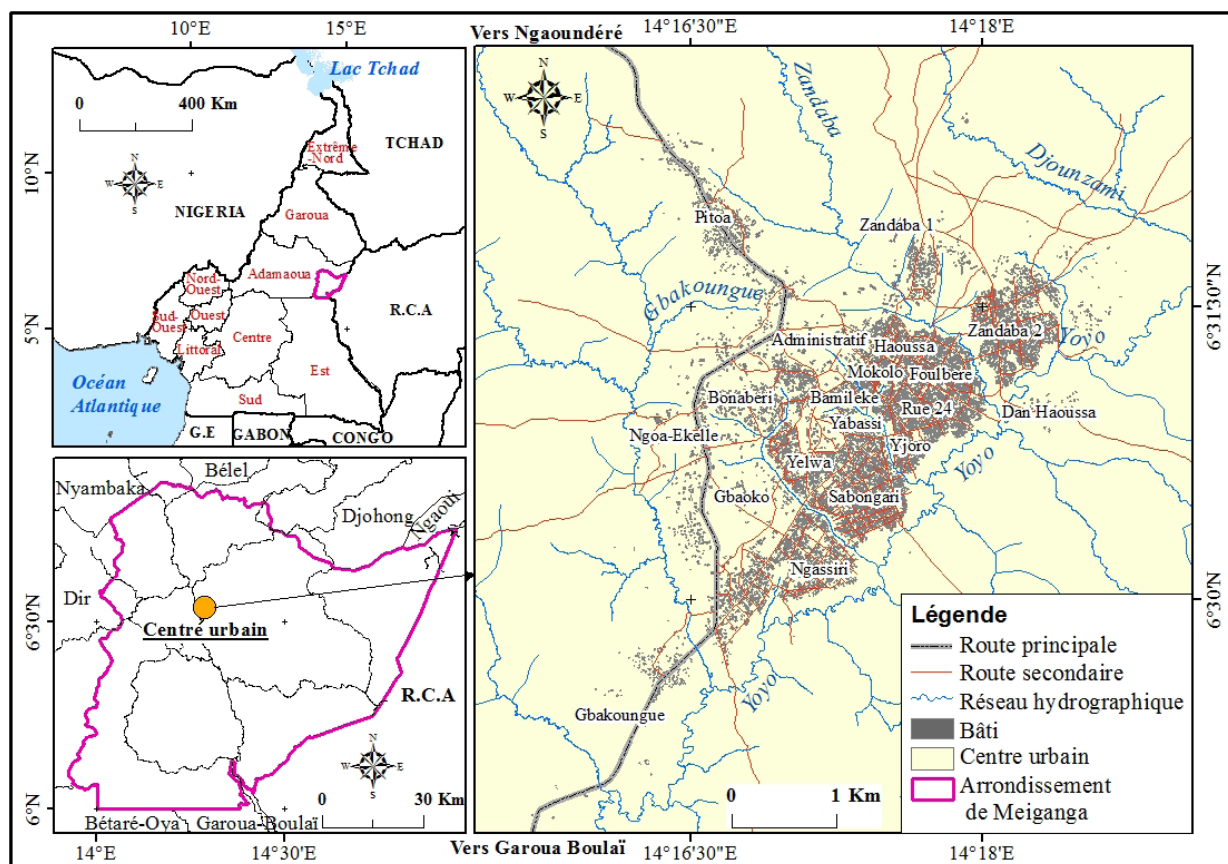 10°E
15°E
Vers Ngaoundéré
14°16'30"E
14°18'E
Lac Tchad
0
400 Km
N
W
E
S
TCHAD
Extrême
-Nord
10°N
NIGERIA
Garoua
Adamaoua
Nord-
Ouest
R.C.A
Sud-
Ouest
Ouest
Centre
Littoral
5°N
Est
Océan
Atlantique
Sud
G.E
GABON
CONGO
Bélel
Nyambaka
Djohong
Ngaoui
Dir
6°30'N
Centre urbain
R.C.A
N
W
E
S
0
30 Km
6°N
Bétaré-Oya
Garoua-Boulaï
14°E
14°30'E
N
W
E
S
Zandaba
Djounzami
Pitoa
Zandaba 1
Gbakoungue
6°31'30"N
Zandaba 2
Yoyo
Administratif
Haoussa
Mokolo
Foulbere
Bonaberi
Bamileke
Rue 24
Dan Haoussa
Yabassi
Ngoa-Ekelle
Yjoro
Yelwa
Yoyo
Gbaoko
Sabongari
Ngassiri
6°30'N
Yoyo
Gbakoungue
0
1 Km
Légende
Route principale
Route secondaire
Réseau hydrographique
Bâti
Centre urbain
Arrondissement
de Meiganga
Vers Garoua Boulaï
14°16'30"E
14°18'E